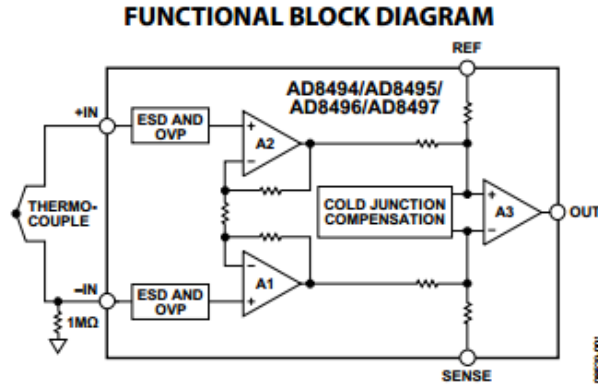 FUNCTIONAL BLOCK DIAGRAM
REF
AD8494/AD8495/
AD8496/AD8497
+IN
ESD AND
OVP
+
A2
–
THERMO-
COUPLE
COLD JUNCTION
COMPENSATION
+
A3
–
OUT
–
A1
+
–IN
ESD AND
OVP
1MΩ
SENSE